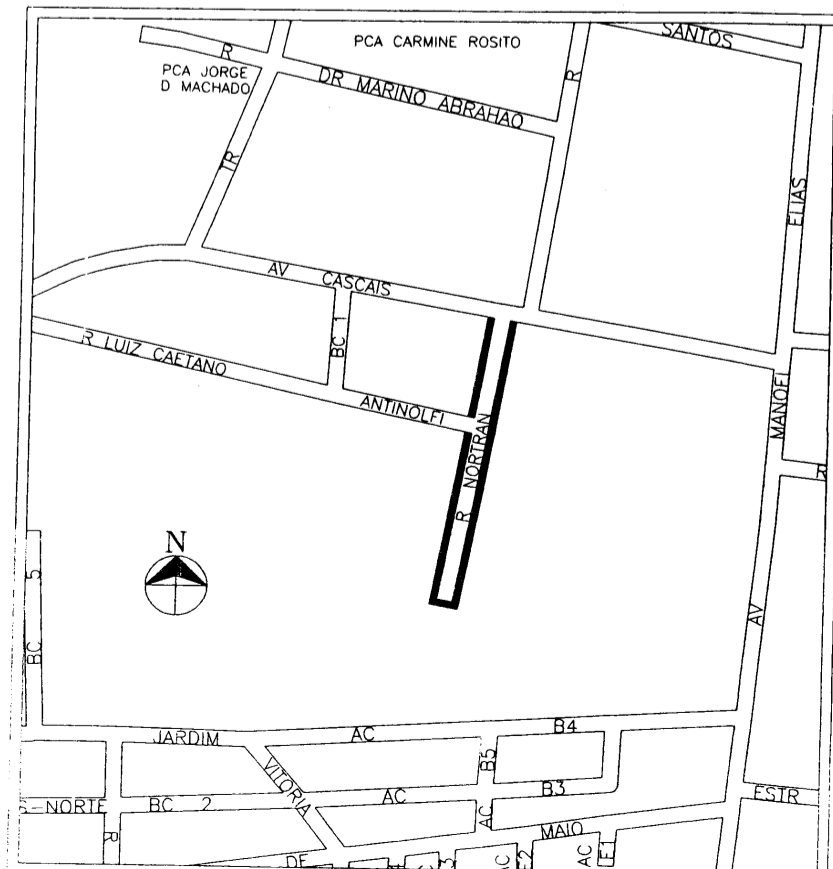 PCA CARMINE ROSITO
SANTOS
R
PCA JORGE
D MACHADO
DR MARINO ABRAHAO
R
TR
ELIAS
AV CASCAIS
BC 1
R LUIZ CAETANO
ANTINOLFI
MANOEL
R NORTRAN
R
N
BC 5
AV
JARDIM
AC
B4
VITORIA
B5
S-NORTE
BC 2
AC
B3
ESTR
R
AC
MAIO
DE
AC
E2
AC
E1